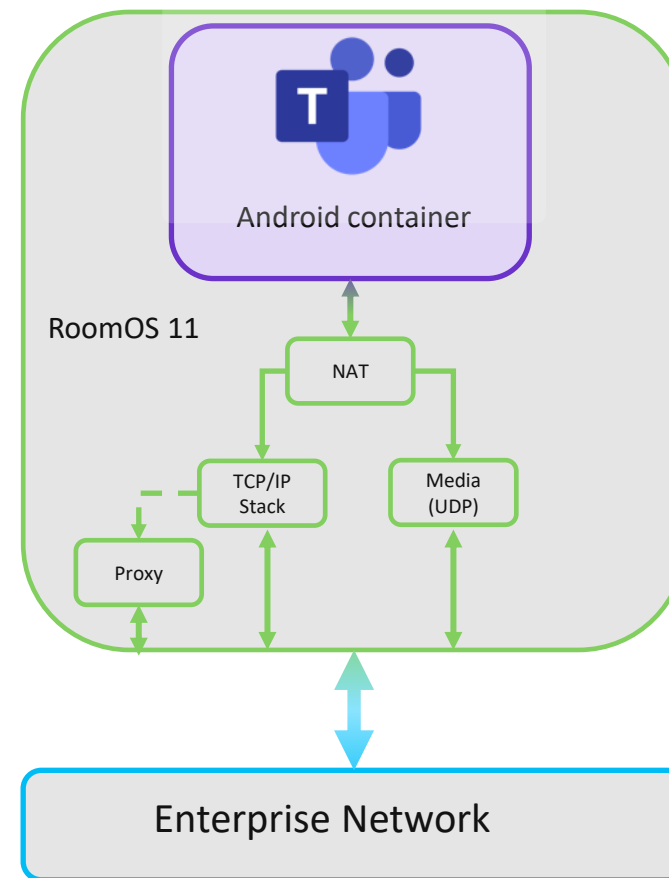 T
Android container
RoomOS 11
NAT
TCP/IP
Stack
Media
(UDP)
Proxy
Enterprise Network